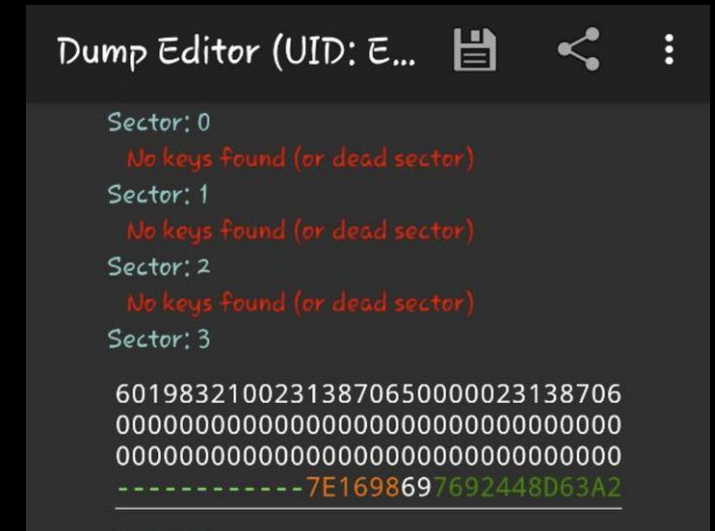 Dump Editor (UID: E...
Sector: 0
No keys found (or dead sector)
Sector: 1
No keys found (or dead sector)
Sector: 2
No keys found (or dead sector)
Sector: 3
60198321002313870650000023138706
00000000000000000000000000000000
00000000000000000000000000000000
------------7E1698697692448D63A2